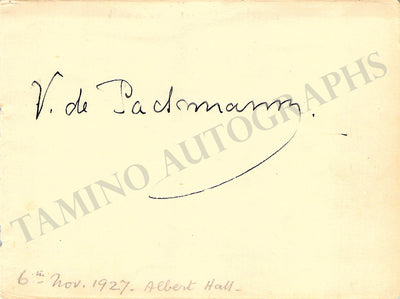 V. de Pachmann.
TAMINO AUTOGRAPHS
6th Nov. 1927. Albert Hall.